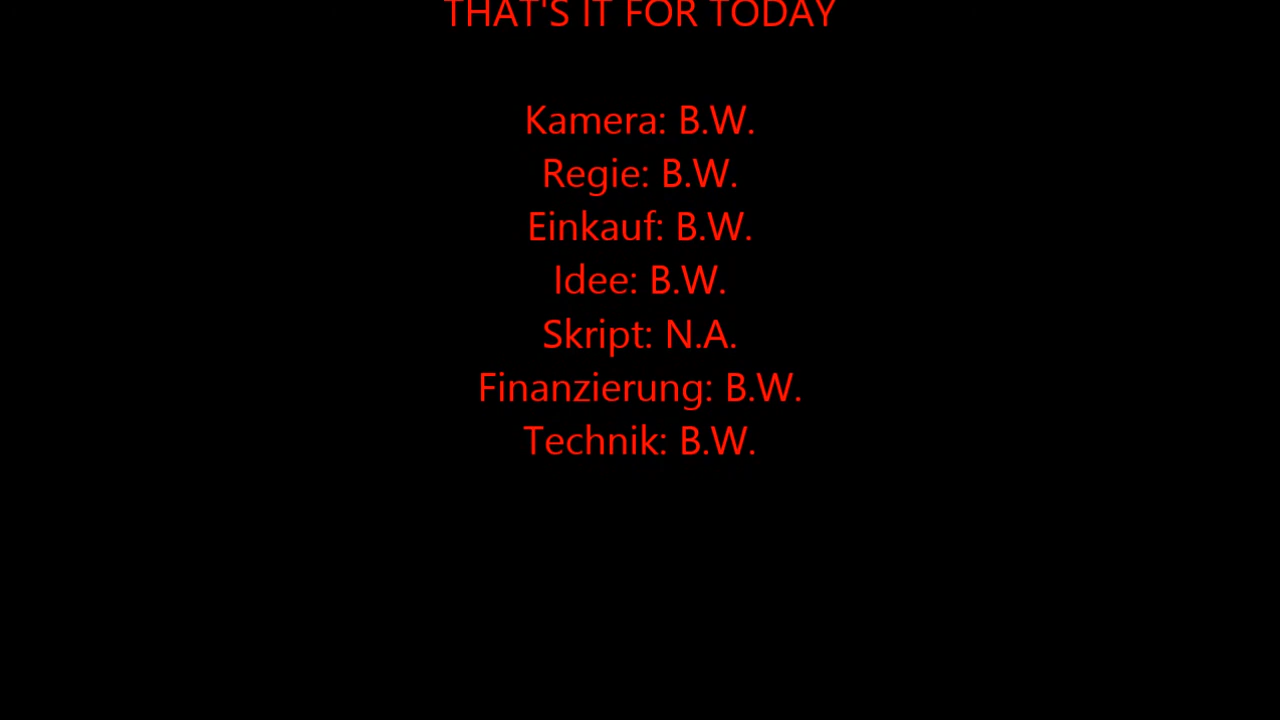 THAT'S IT FOR TODAY
Kamera: B.W.
Regie: B.W.
Einkauf: B.W.
Idee: B.W.
Skript: N.A.
Finanzierung: B.W.
Technik: B.W.